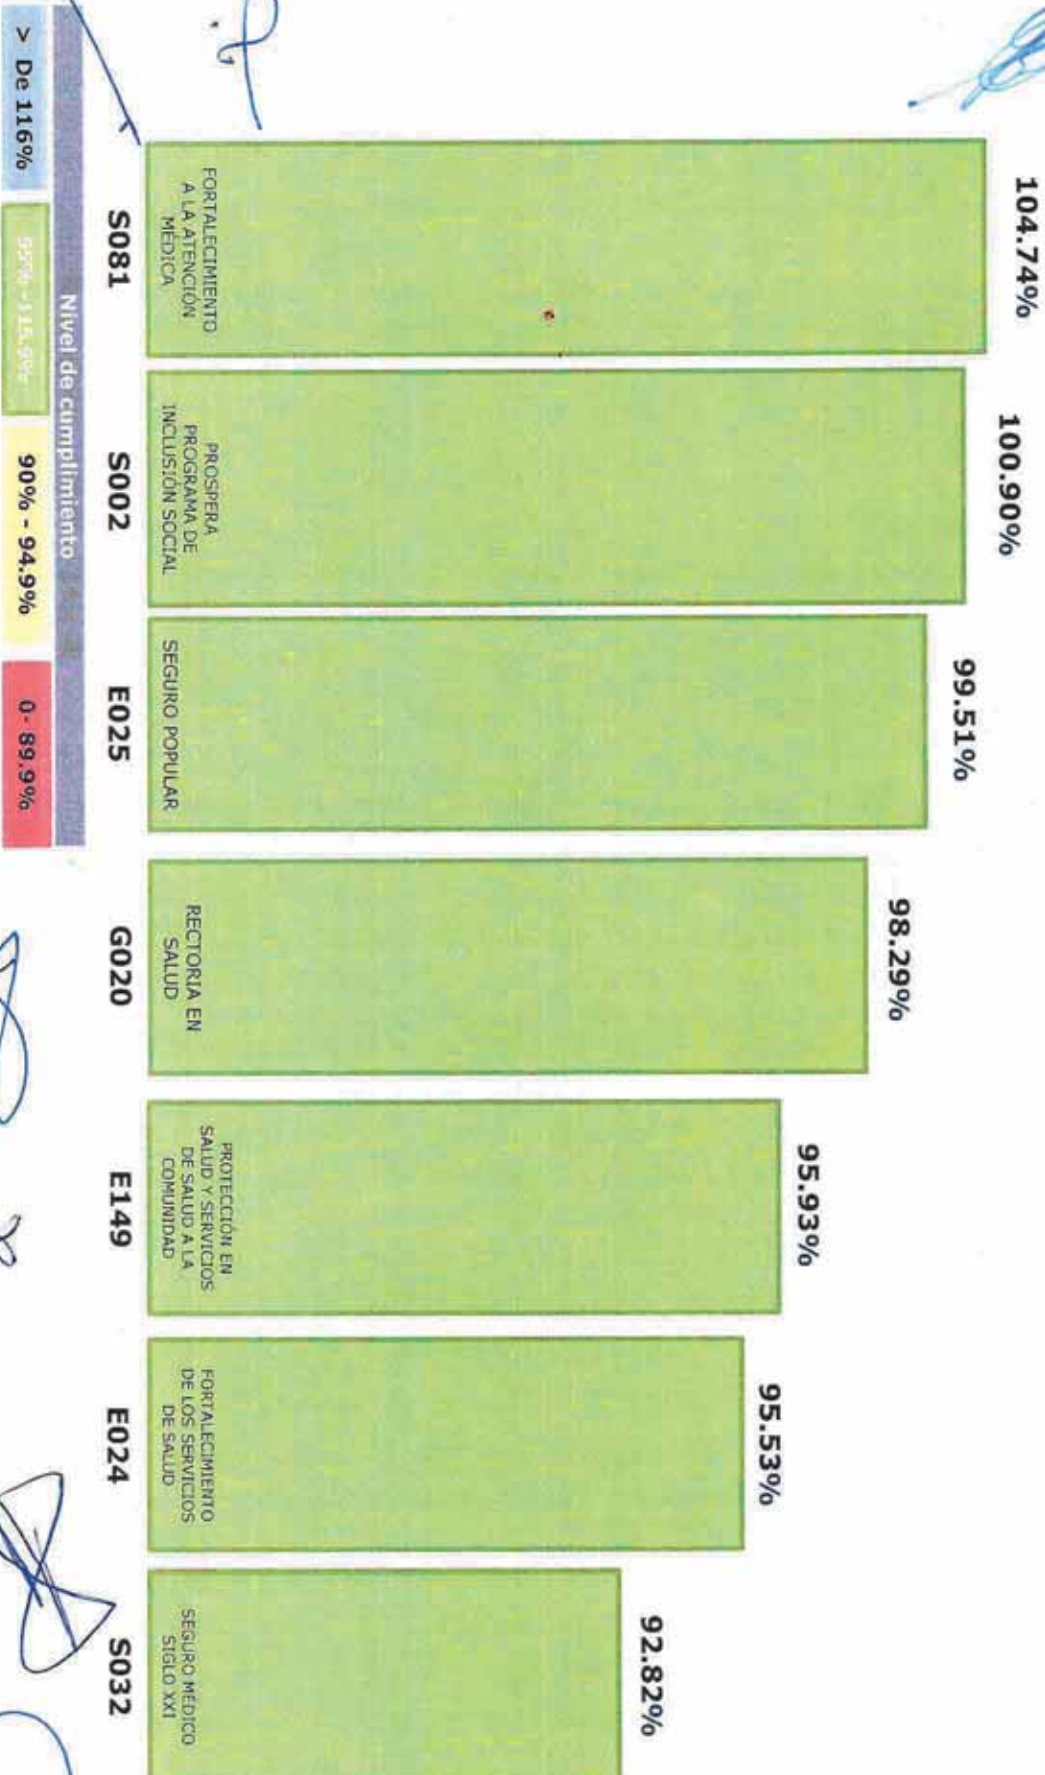 104.74%
100.90%
99.51%
98.29%
95.93%
95.53%
92.82%
FORTALECIMIENTO
A LA ATENCIÓN
MÉDICA
PROSPERA
PROGRAMA DE
INCLUSIÓN SOCIAL
SEGURO POPULAR
RECTORIA EN
SALUD
PROTECCIÓN EN
SALUD Y SERVICIOS
DE SALUD A LA
COMUNIDAD
FORTALECIMIENTO
DE LOS SERVICIOS
DE SALUD
SEGURO MÉDICO
SIGLO XXI
S081
S002
E025
G020
E149
E024
S032
Nivel de cumplimiento
> De 116%
95% -115.9%
90% - 94.9%
0- 89.9%